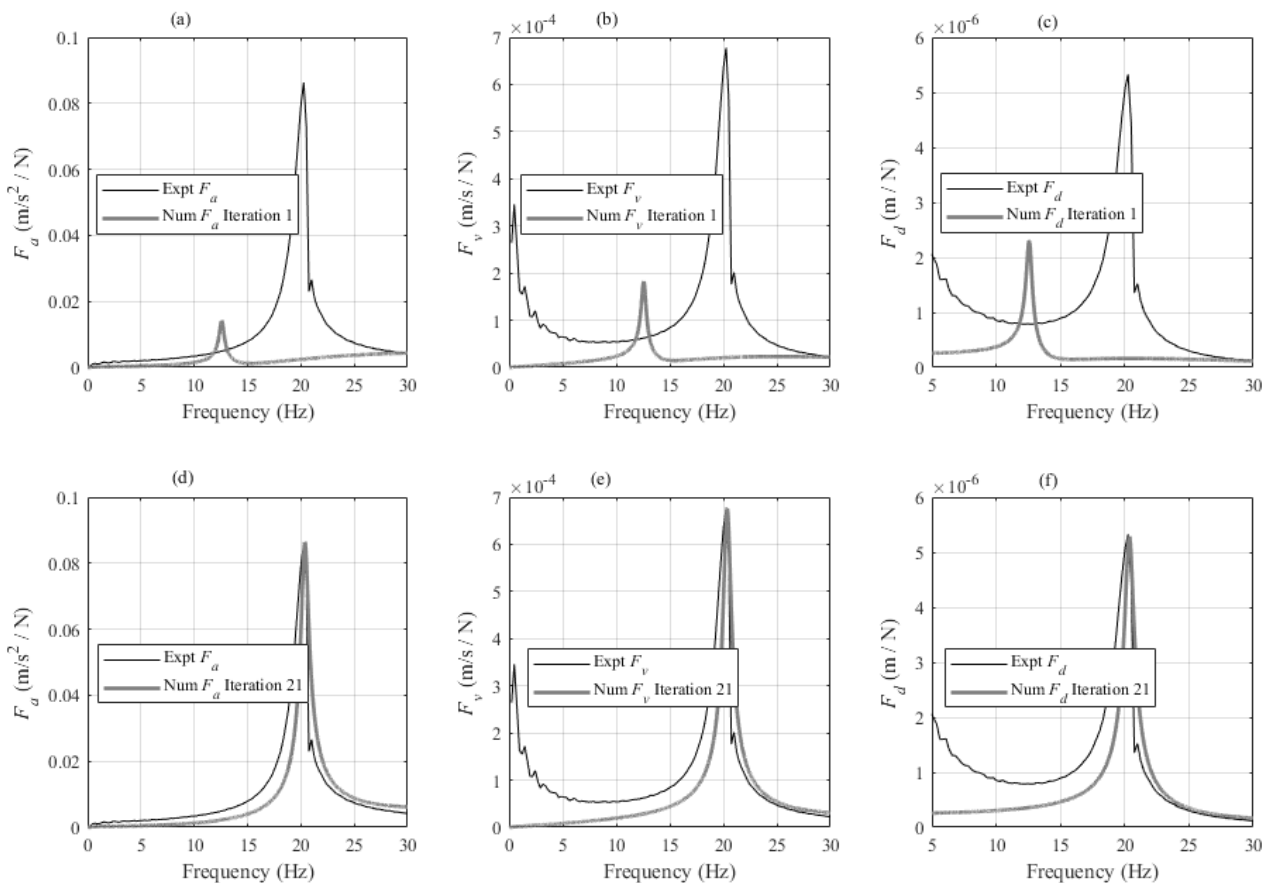 (a)
0.1
0.08
0.06
0.04
0.02
0
F_a (m/s² / N)
Expt F_a
Num F_a Iteration 1
0 5 10 15 20 25 30
Frequency (Hz)
(b)
×10⁻⁴
7
6
5
4
3
2
1
0
F_v (m/s / N)
Expt F_v
Num F_v Iteration 1
0 5 10 15 20 25 30
Frequency (Hz)
(c)
×10⁻⁶
6
5
4
3
2
1
0
F_d (m / N)
Expt F_d
Num F_d Iteration 1
5 10 15 20 25 30
Frequency (Hz)
(d)
0.1
0.08
0.06
0.04
0.02
0
F_a (m/s² / N)
Expt F_a
Num F_a Iteration 21
0 5 10 15 20 25 30
Frequency (Hz)
(e)
×10⁻⁴
7
6
5
4
3
2
1
0
F_v (m/s / N)
Expt F_v
Num F_v Iteration 21
0 5 10 15 20 25 30
Frequency (Hz)
(f)
×10⁻⁶
6
5
4
3
2
1
0
F_d (m / N)
Expt F_d
Num F_d Iteration 21
5 10 15 20 25 30
Frequency (Hz)